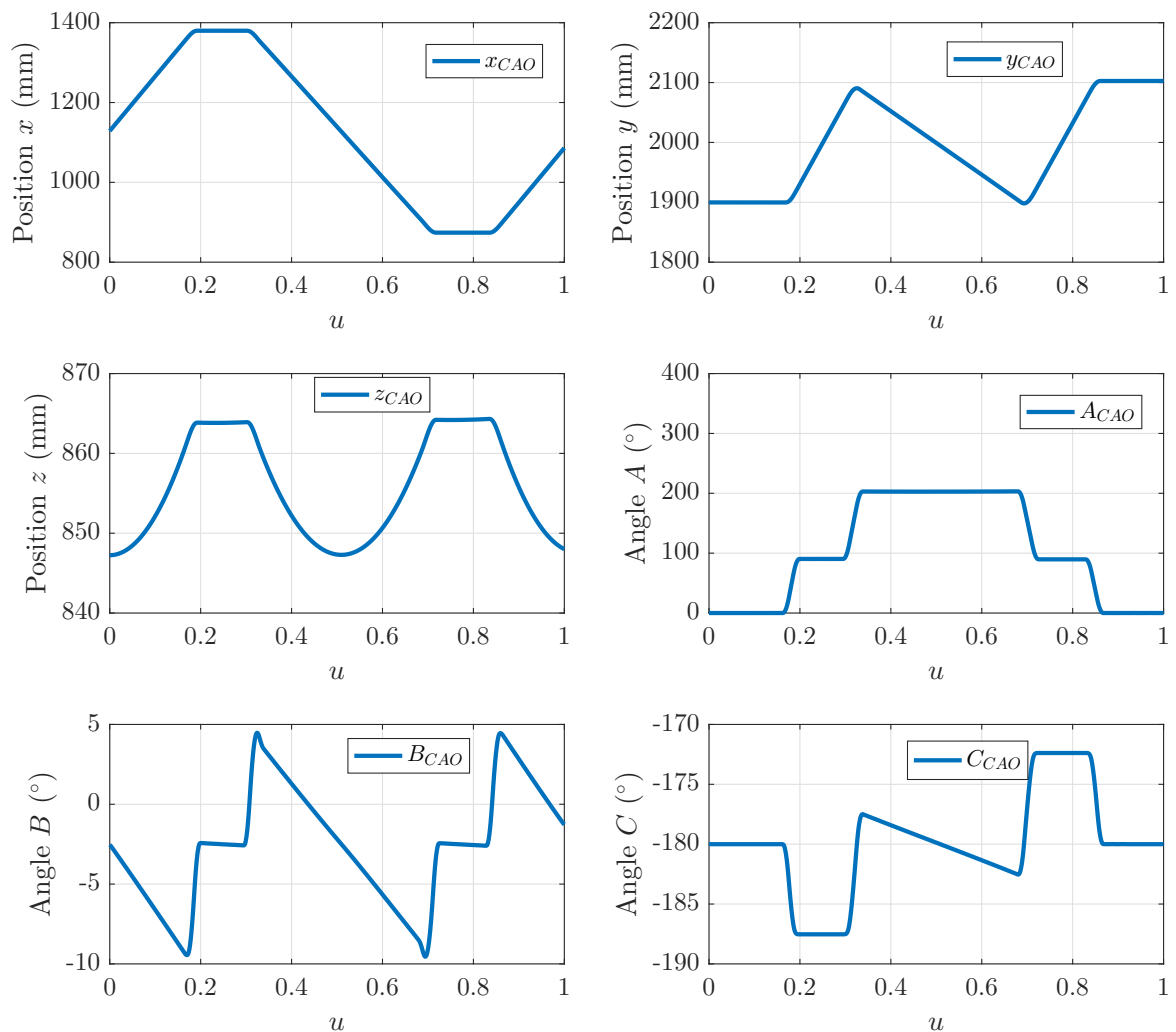 1400
1200
1000
800
Position x (mm)
x_CAO
0 0.2 0.4 0.6 0.8 1
u
2200
2100
2000
1900
1800
Position y (mm)
y_CAO
0 0.2 0.4 0.6 0.8 1
u
870
860
850
840
Position z (mm)
z_CAO
0 0.2 0.4 0.6 0.8 1
u
400
300
200
100
0
Angle A (°)
A_CAO
0 0.2 0.4 0.6 0.8 1
u
5
0
-5
-10
Angle B (°)
B_CAO
0 0.2 0.4 0.6 0.8 1
u
-170
-175
-180
-185
-190
Angle C (°)
C_CAO
0 0.2 0.4 0.6 0.8 1
u